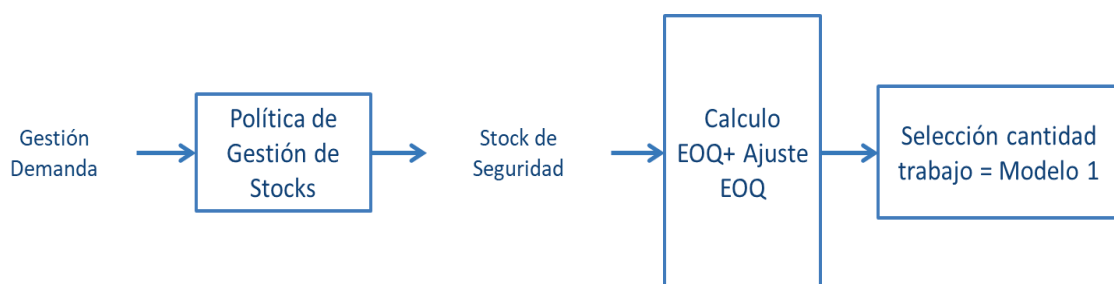 Gestión
Demanda
Política de
Gestión de
Stocks
Stock de
Seguridad
Calculo
EOQ+ Ajuste
EOQ
Selección cantidad
trabajo = Modelo 1